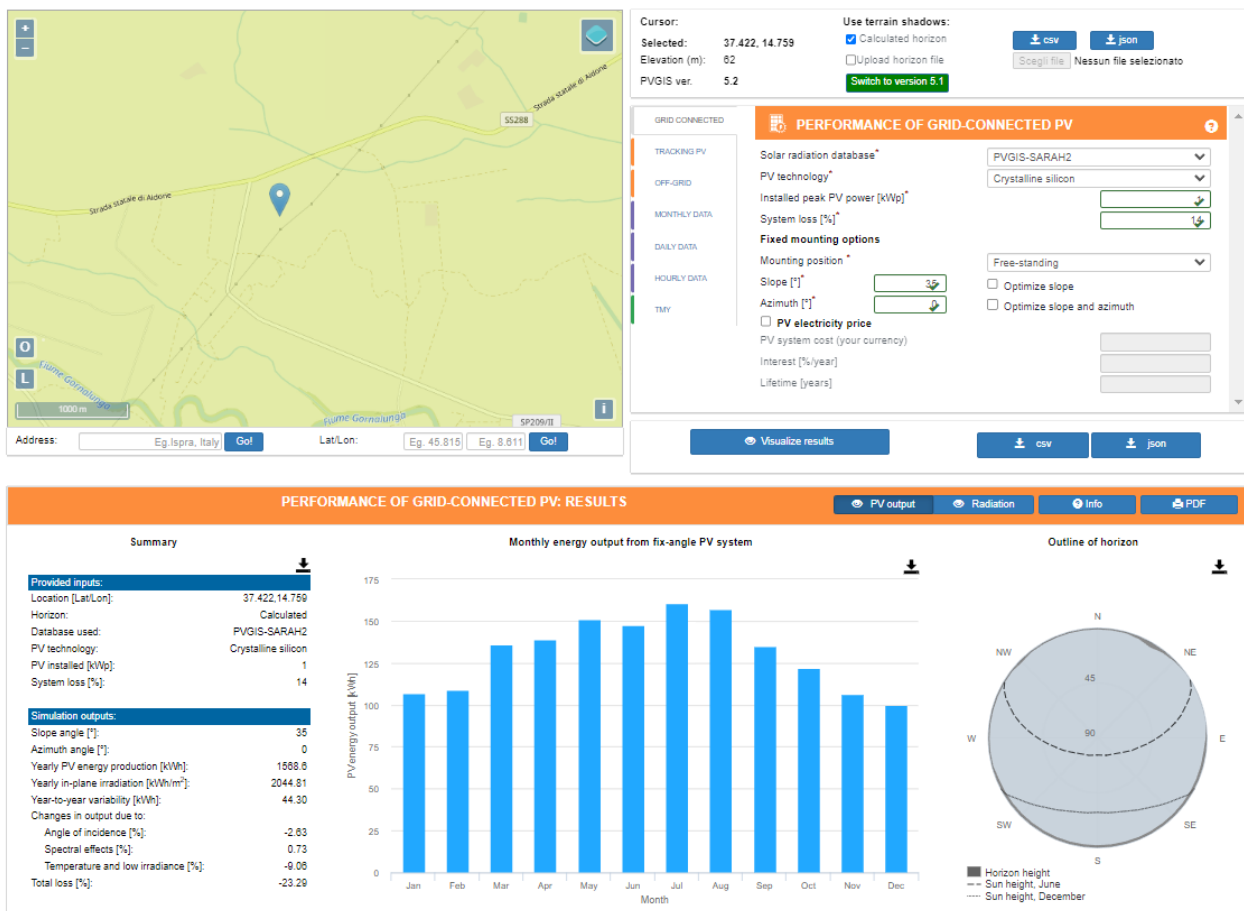 +
−
Strada statale di Aidone
SS288
Strada statale di Aidone
O
L
Fiume Gornalunga
Fiume Gornalunga
1000 m
SP209/II
i
Address:
Eg.Ispra, Italy
Go!
Lat/Lon:
Eg. 45.815
Eg. 8.611
Go!
Cursor:
Selected: 37.422, 14.759
Elevation (m): 62
PVGIS ver. 5.2
Use terrain shadows:
Calculated horizon
Upload horizon file
Switch to version 5.1
csv
json
Scegli file Nessun file selezionato
GRID CONNECTED
TRACKING PV
OFF-GRID
MONTHLY DATA
DAILY DATA
HOURLY DATA
TMY
PERFORMANCE OF GRID-CONNECTED PV
?
Solar radiation database* PVGIS-SARAH2
PV technology* Crystalline silicon
Installed peak PV power [kWp]* 1
System loss [%]* 14
Fixed mounting options
Mounting position * Free-standing
Slope [°]* 35 Optimize slope
Azimuth [°]* 0 Optimize slope and azimuth
PV electricity price
PV system cost (your currency)
Interest [%/year]
Lifetime [years]
Visualize results
csv
json
PERFORMANCE OF GRID-CONNECTED PV: RESULTS
PV output
Radiation
Info
PDF
Summary
Provided inputs:
Location [Lat/Lon]: 37.422,14.759
Horizon: Calculated
Database used: PVGIS-SARAH2
PV technology: Crystalline silicon
PV installed [kWp]: 1
System loss [%]: 14
Simulation outputs:
Slope angle [°]: 35
Azimuth angle [°]: 0
Yearly PV energy production [kWh]: 1568.6
Yearly in-plane irradiation [kWh/m²]: 2044.81
Year-to-year variability [kWh]: 44.30
Changes in output due to:
Angle of incidence [%]: -2.63
Spectral effects [%]: 0.73
Temperature and low irradiance [%]: -9.06
Total loss [%]: -23.29
Monthly energy output from fix-angle PV system
PV energy output [kWh]
175
150
125
100
75
50
25
0
Jan Feb Mar Apr May Jun Jul Aug Sep Oct Nov Dec
Month
Outline of horizon
N
NW
NE
45
W
90
E
SW
SE
S
Horizon height
Sun height, June
Sun height, December